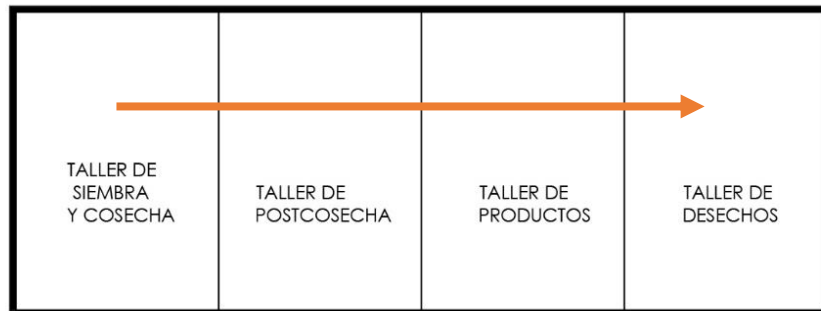 TALLER DE
SIEMBRA
Y COSECHA
TALLER DE
POSTCOSECHA
TALLER DE
PRODUCTOS
TALLER DE
DESECHOS